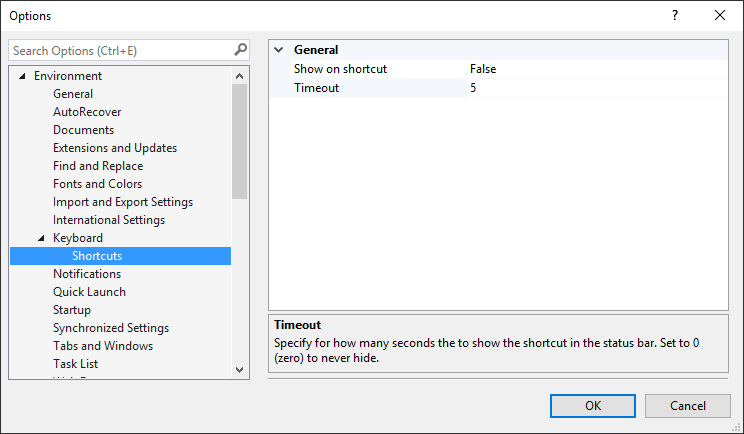 Options
?
Search Options (Ctrl+E)
Environment
General
AutoRecover
Documents
Extensions and Updates
Find and Replace
Fonts and Colors
Import and Export Settings
International Settings
Keyboard
Shortcuts
Notifications
Quick Launch
Startup
Synchronized Settings
Tabs and Windows
Task List
General
Show on shortcut False
Timeout 5
Timeout
Specify for how many seconds the to show the shortcut in the status bar. Set to 0
(zero) to never hide.
OK Cancel